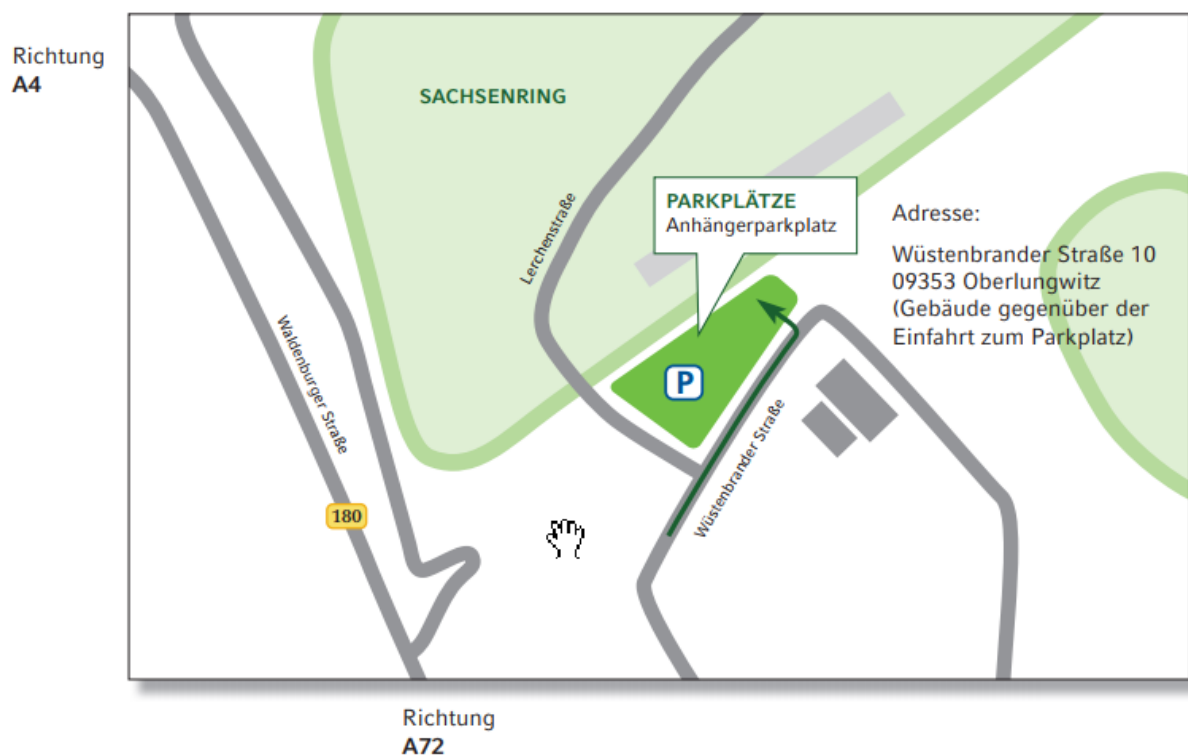 Richtung
A4
SACHSENRING
Lerchenstraße
PARKPLÄTZE
Anhängerparkplatz
Adresse:
Wüstenbrander Straße 10
09353 Oberlungwitz
(Gebäude gegenüber der
Einfahrt zum Parkplatz)
Waldenburger Straße
P
Wüstenbrander Straße
180
Richtung
A72